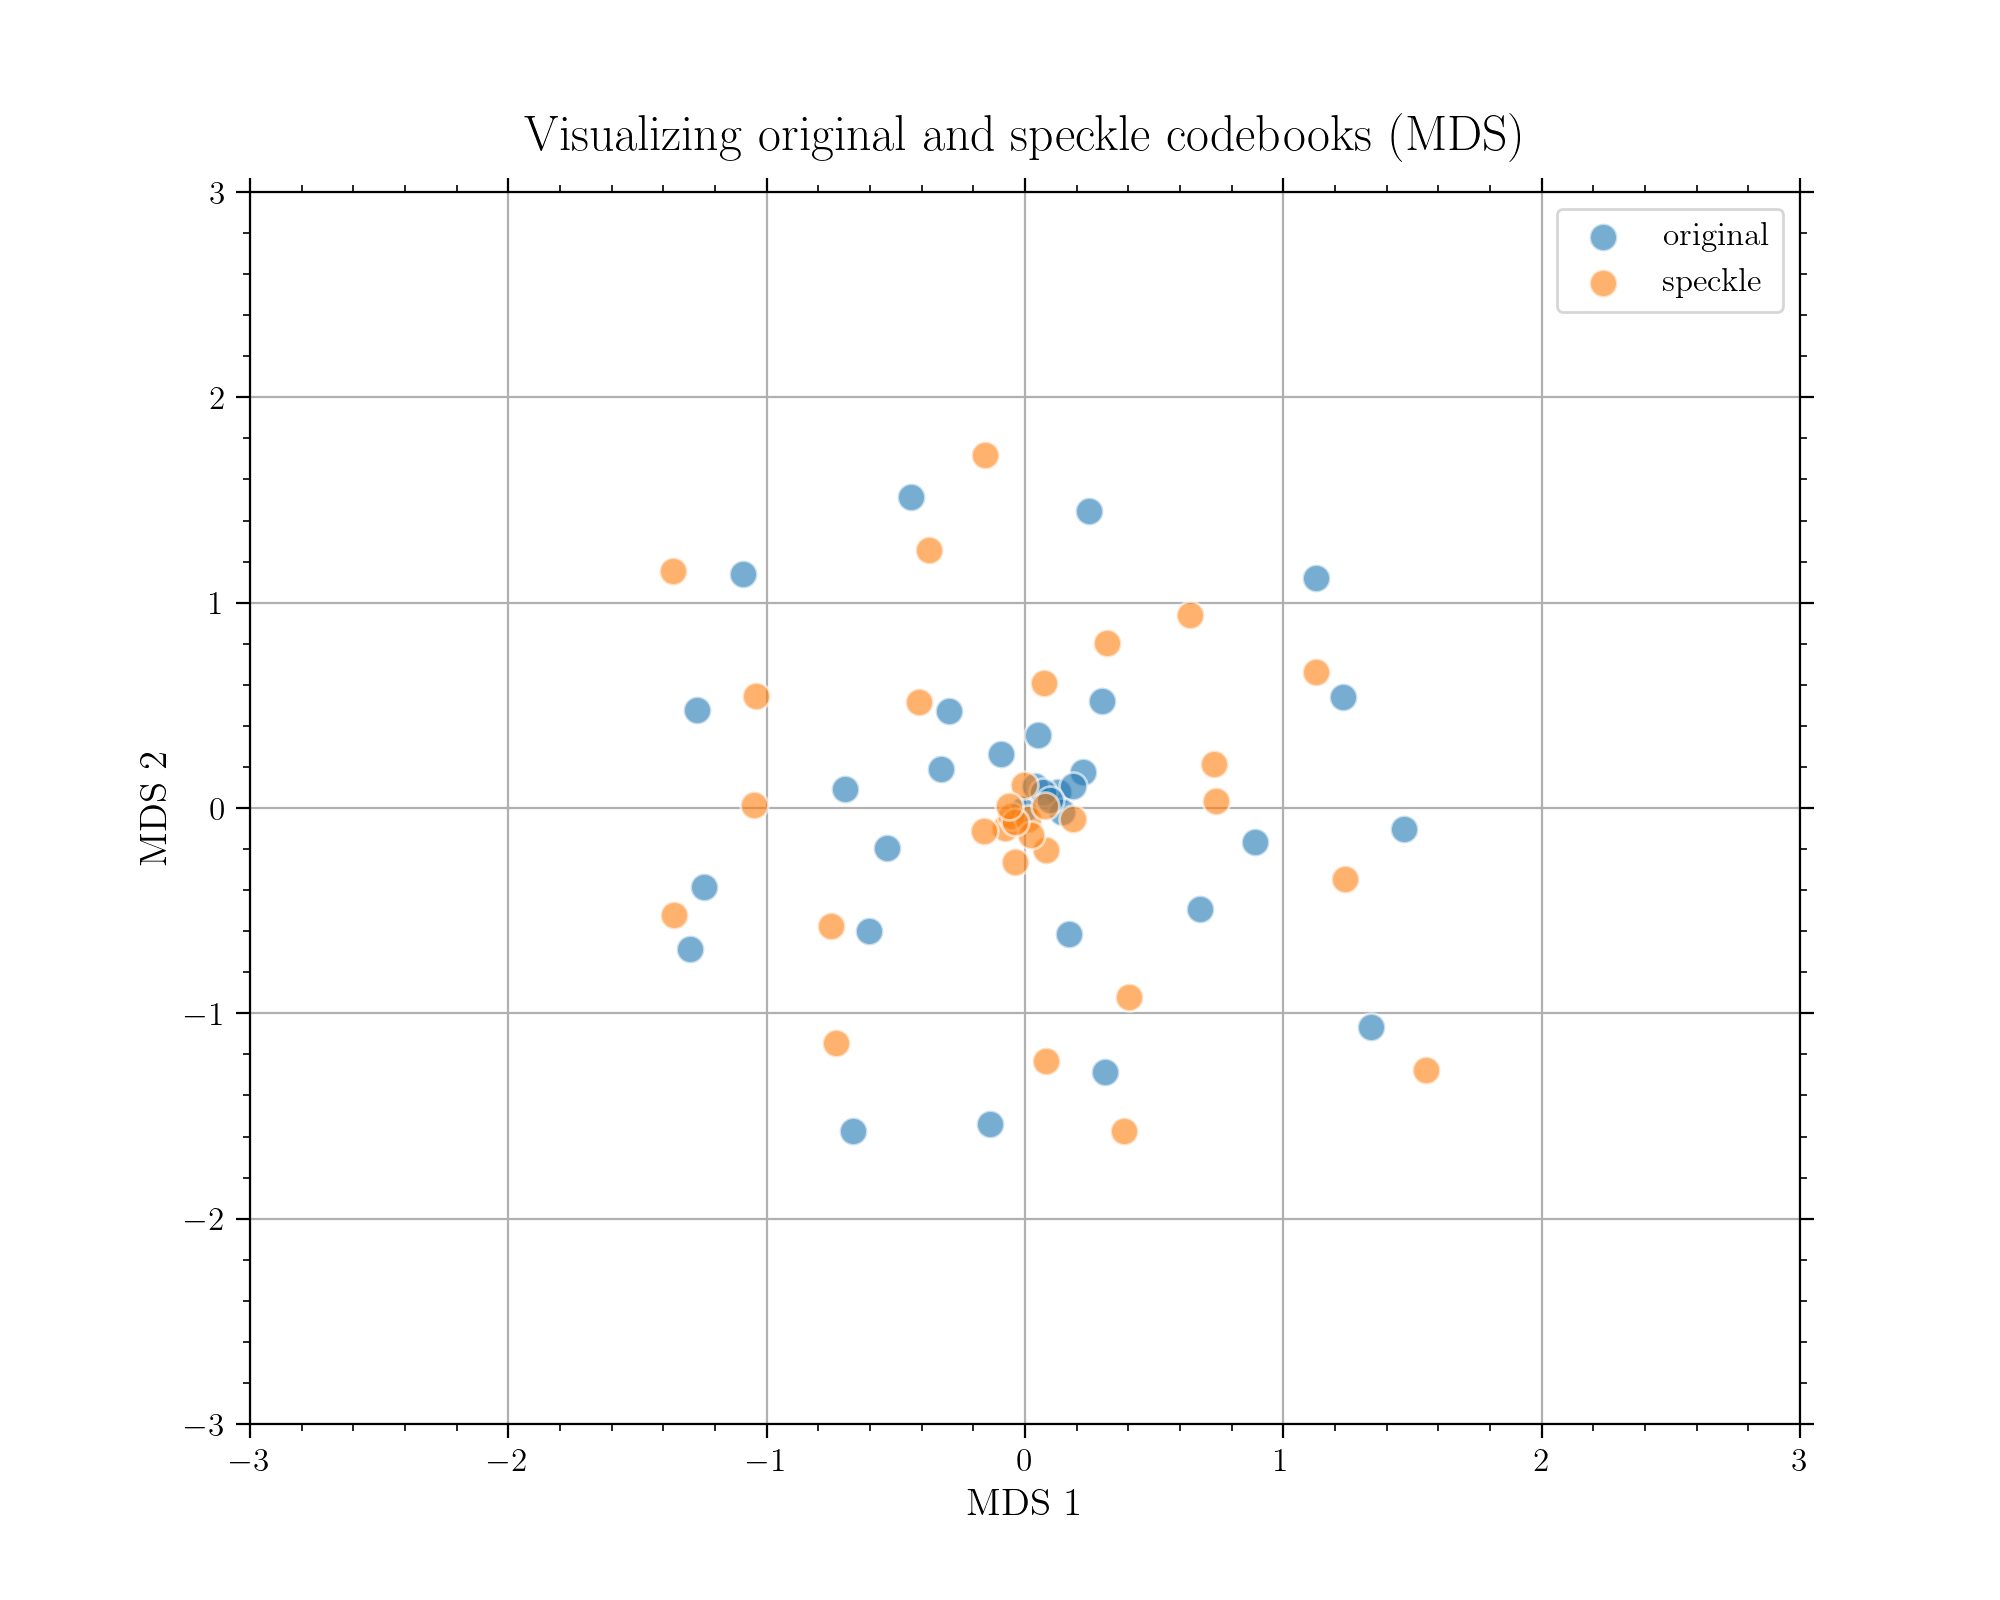 Visualizing original and speckle codebooks (MDS)
original
speckle
3
2
1
0
−1
−2
−3
MDS 2
−3
−2
−1
0
1
2
3
MDS 1